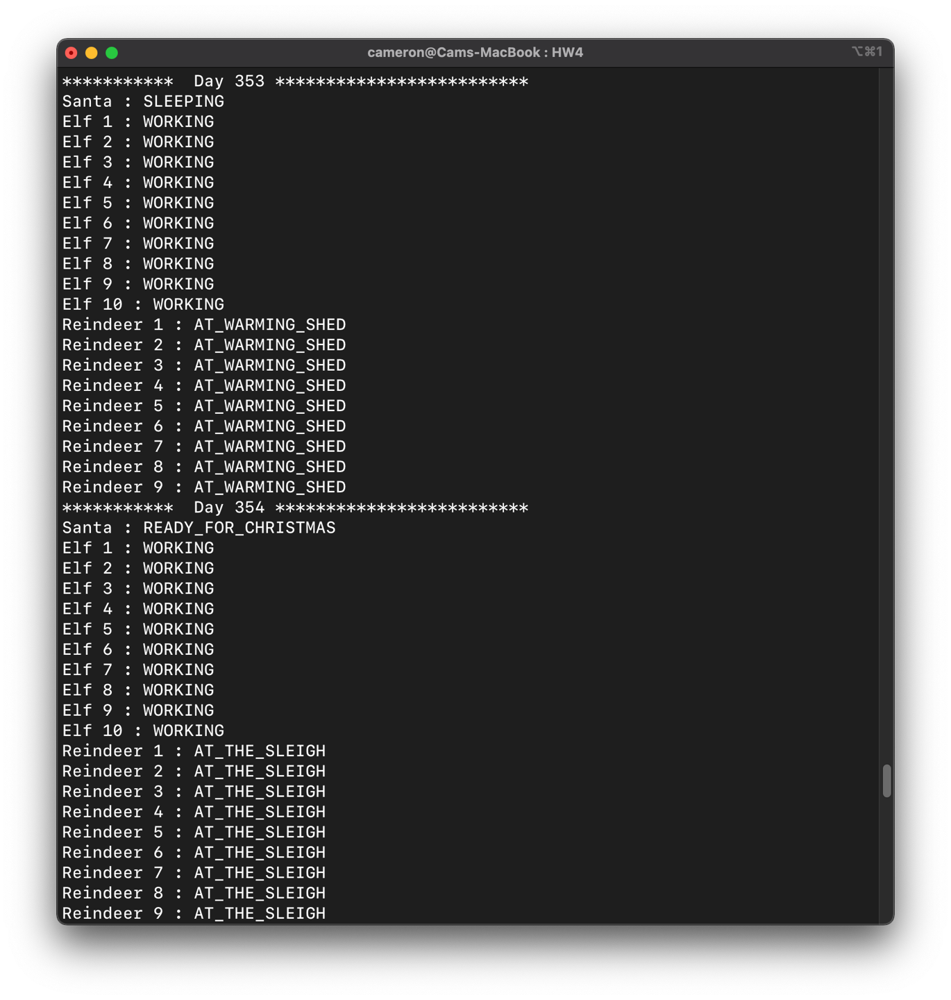 cameron@Cams-MacBook : HW4
⌥⌘1
***********  Day 353 *************************
Santa : SLEEPING
Elf 1 : WORKING
Elf 2 : WORKING
Elf 3 : WORKING
Elf 4 : WORKING
Elf 5 : WORKING
Elf 6 : WORKING
Elf 7 : WORKING
Elf 8 : WORKING
Elf 9 : WORKING
Elf 10 : WORKING
Reindeer 1 : AT_WARMING_SHED
Reindeer 2 : AT_WARMING_SHED
Reindeer 3 : AT_WARMING_SHED
Reindeer 4 : AT_WARMING_SHED
Reindeer 5 : AT_WARMING_SHED
Reindeer 6 : AT_WARMING_SHED
Reindeer 7 : AT_WARMING_SHED
Reindeer 8 : AT_WARMING_SHED
Reindeer 9 : AT_WARMING_SHED
***********  Day 354 *************************
Santa : READY_FOR_CHRISTMAS
Elf 1 : WORKING
Elf 2 : WORKING
Elf 3 : WORKING
Elf 4 : WORKING
Elf 5 : WORKING
Elf 6 : WORKING
Elf 7 : WORKING
Elf 8 : WORKING
Elf 9 : WORKING
Elf 10 : WORKING
Reindeer 1 : AT_THE_SLEIGH
Reindeer 2 : AT_THE_SLEIGH
Reindeer 3 : AT_THE_SLEIGH
Reindeer 4 : AT_THE_SLEIGH
Reindeer 5 : AT_THE_SLEIGH
Reindeer 6 : AT_THE_SLEIGH
Reindeer 7 : AT_THE_SLEIGH
Reindeer 8 : AT_THE_SLEIGH
Reindeer 9 : AT_THE_SLEIGH